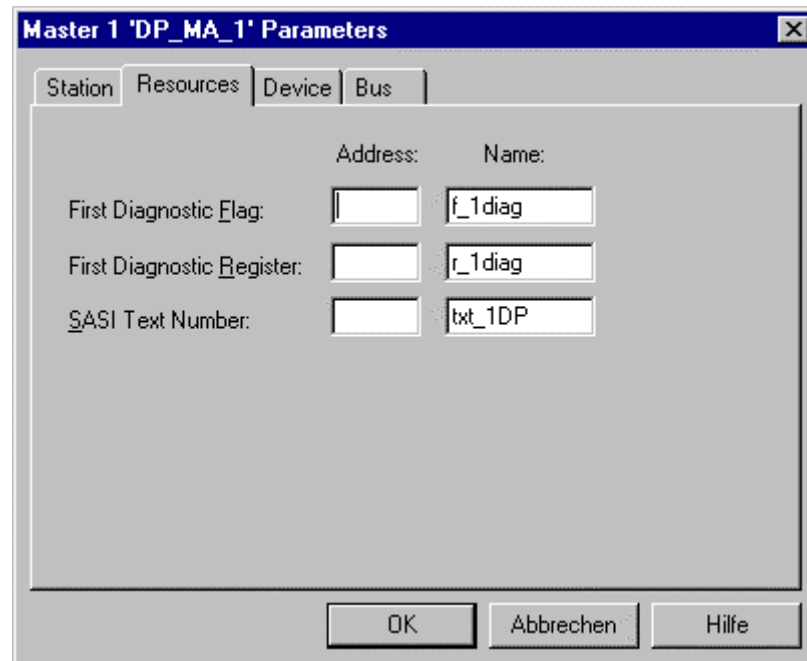 Master 1 'DP_MA_1' Parameters
Station Resources Device Bus
Address: Name:
First Diagnostic Flag: f_1diag
First Diagnostic Register: r_1diag
SASI Text Number: txt_1DP
OK Abbrechen Hilfe